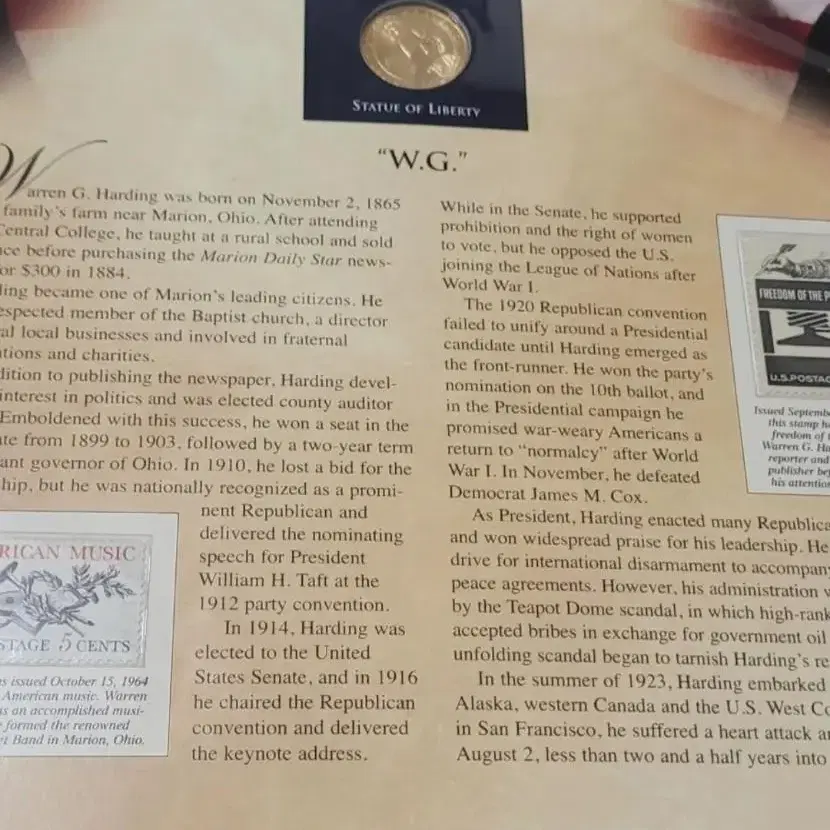 STATUE OF LIBERTY
"W.G."
Warren G. Harding was born on November 2, 1865
family's farm near Marion, Ohio. After attending
Central College, he taught at a rural school and sold
before purchasing the Marion Daily Star news-
for $300 in 1884.
ding became one of Marion's leading citizens. He
respected member of the Baptist church, a director
al local businesses and involved in fraternal
tions and charities.
dition to publishing the newspaper, Harding devel-
interest in politics and was elected county auditor
Emboldened with this success, he won a seat in the
te from 1899 to 1903, followed by a two-year term
ant governor of Ohio. In 1910, he lost a bid for the
hip, but he was nationally recognized as a promi-
nent Republican and
delivered the nominating
speech for President
William H. Taft at the
1912 party convention.
In 1914, Harding was
elected to the United
States Senate, and in 1916
he chaired the Republican
convention and delivered
the keynote address.
RICAN MUSIC
STAGE 5 CENTS
s issued October 15, 1964
American music. Warren
as an accomplished musi-
formed the renowned
et Band in Marion, Ohio.
While in the Senate, he supported
prohibition and the right of women
to vote, but he opposed the U.S.
joining the League of Nations after
World War I.
The 1920 Republican convention
failed to unify around a Presidential
candidate until Harding emerged as
the front-runner. He won the party's
nomination on the 10th ballot, and
in the Presidential campaign he
promised war-weary Americans a
return to "normalcy" after World
War I. In November, he defeated
Democrat James M. Cox.
As President, Harding enacted many Republica
and won widespread praise for his leadership. He
drive for international disarmament to accompan
peace agreements. However, his administration w
by the Teapot Dome scandal, in which high-rank
accepted bribes in exchange for government oil
unfolding scandal began to tarnish Harding's re
In the summer of 1923, Harding embarked
Alaska, western Canada and the U.S. West Co
in San Francisco, he suffered a heart attack a
August 2, less than two and a half years into
FREEDOM OF THE P
U.S. POSTAG
Issued Septemb
this stamp h
freedom of
Warren G. Ha
reporter and
publisher be
his attention